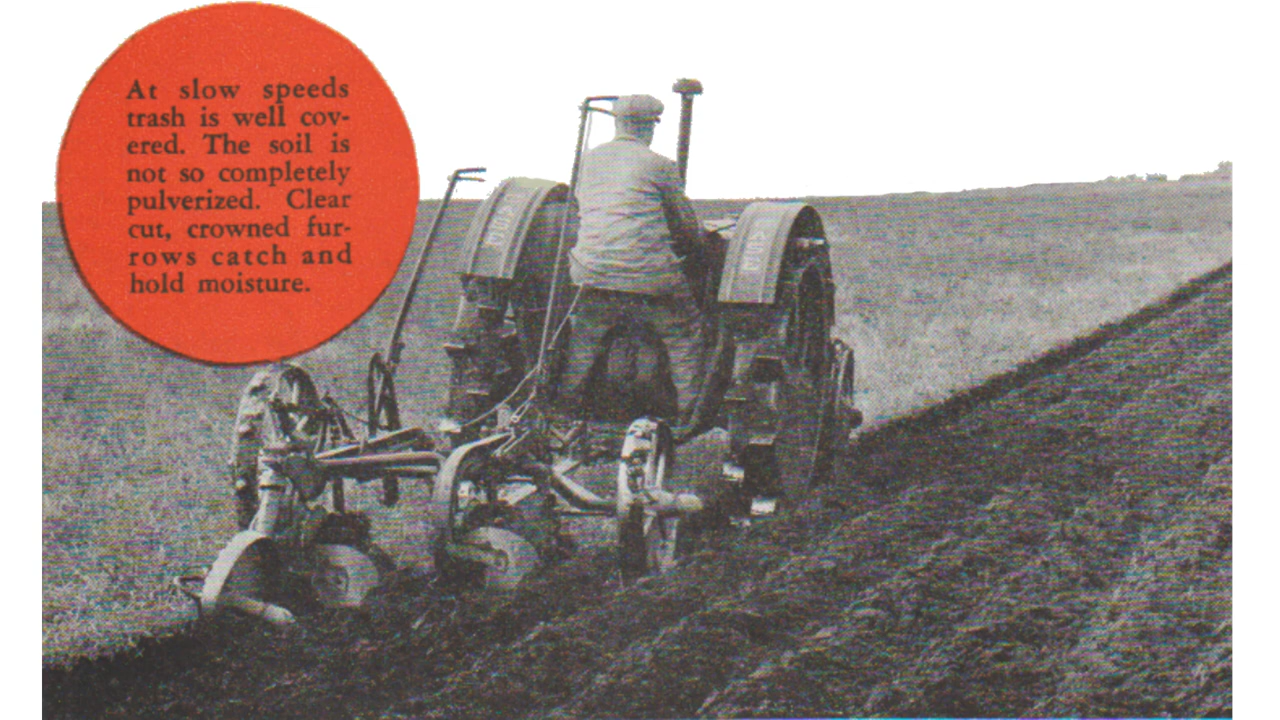 At slow speeds
trash is well cov-
ered. The soil is
not so completely
pulverized. Clear
cut, crowned fur-
rows catch and
hold moisture.